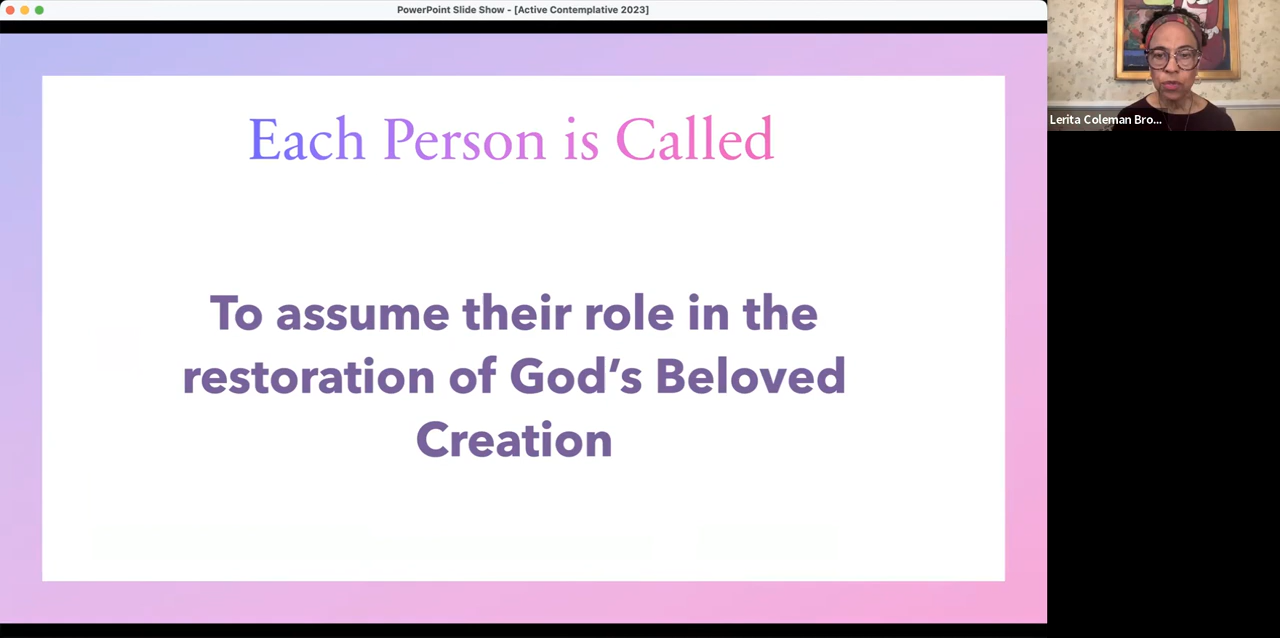 PowerPoint Slide Show - [Active Contemplative 2023]
Each Person is Called
To assume their role in the
restoration of God’s Beloved
Creation
Lerita Coleman Bro...